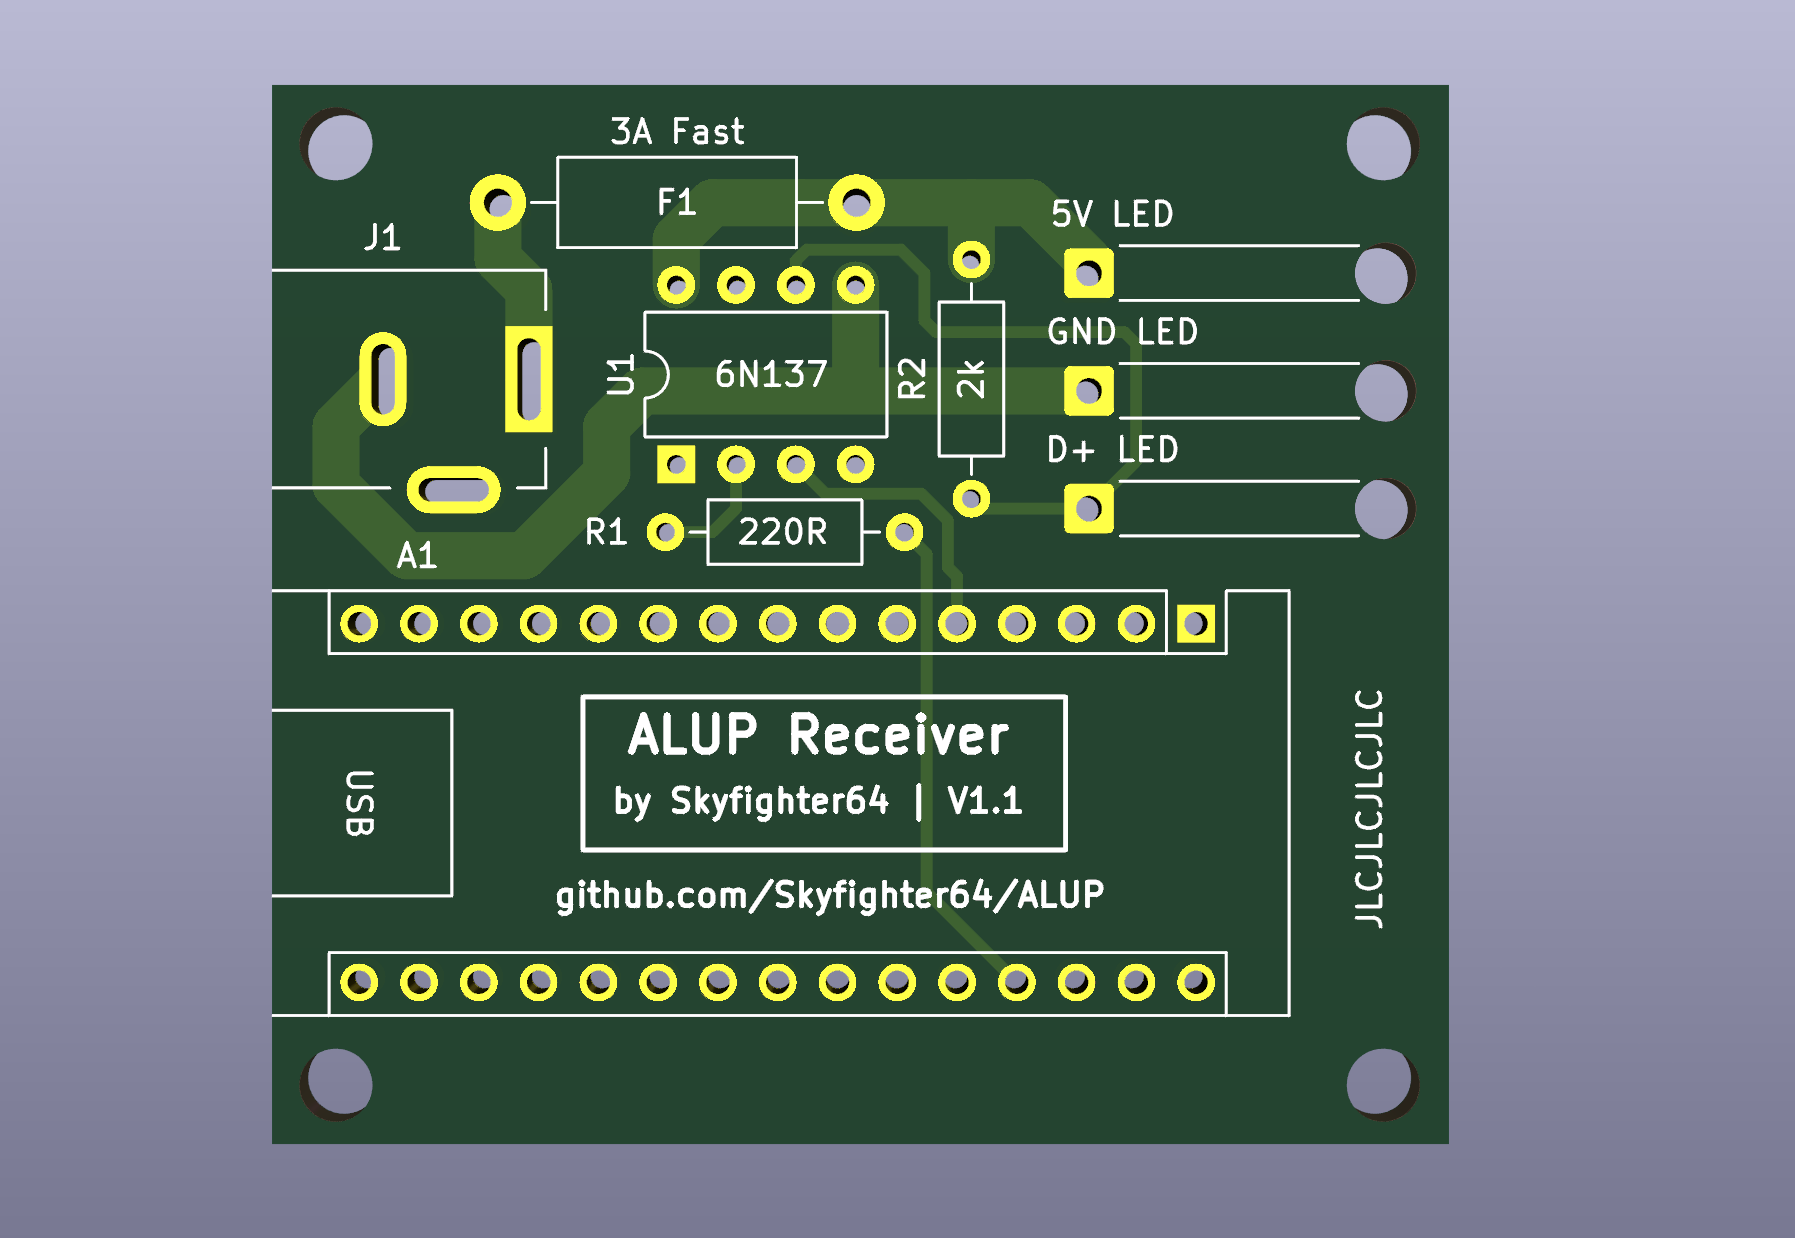 3A Fast
F1
J1
5V LED
GND LED
U1
6N137
R2
2k
D+ LED
R1
220R
A1
ALUP Receiver
by Skyfighter64 | V1.1
USB
github.com/Skyfighter64/ALUP
JLCJLCJLCJLC